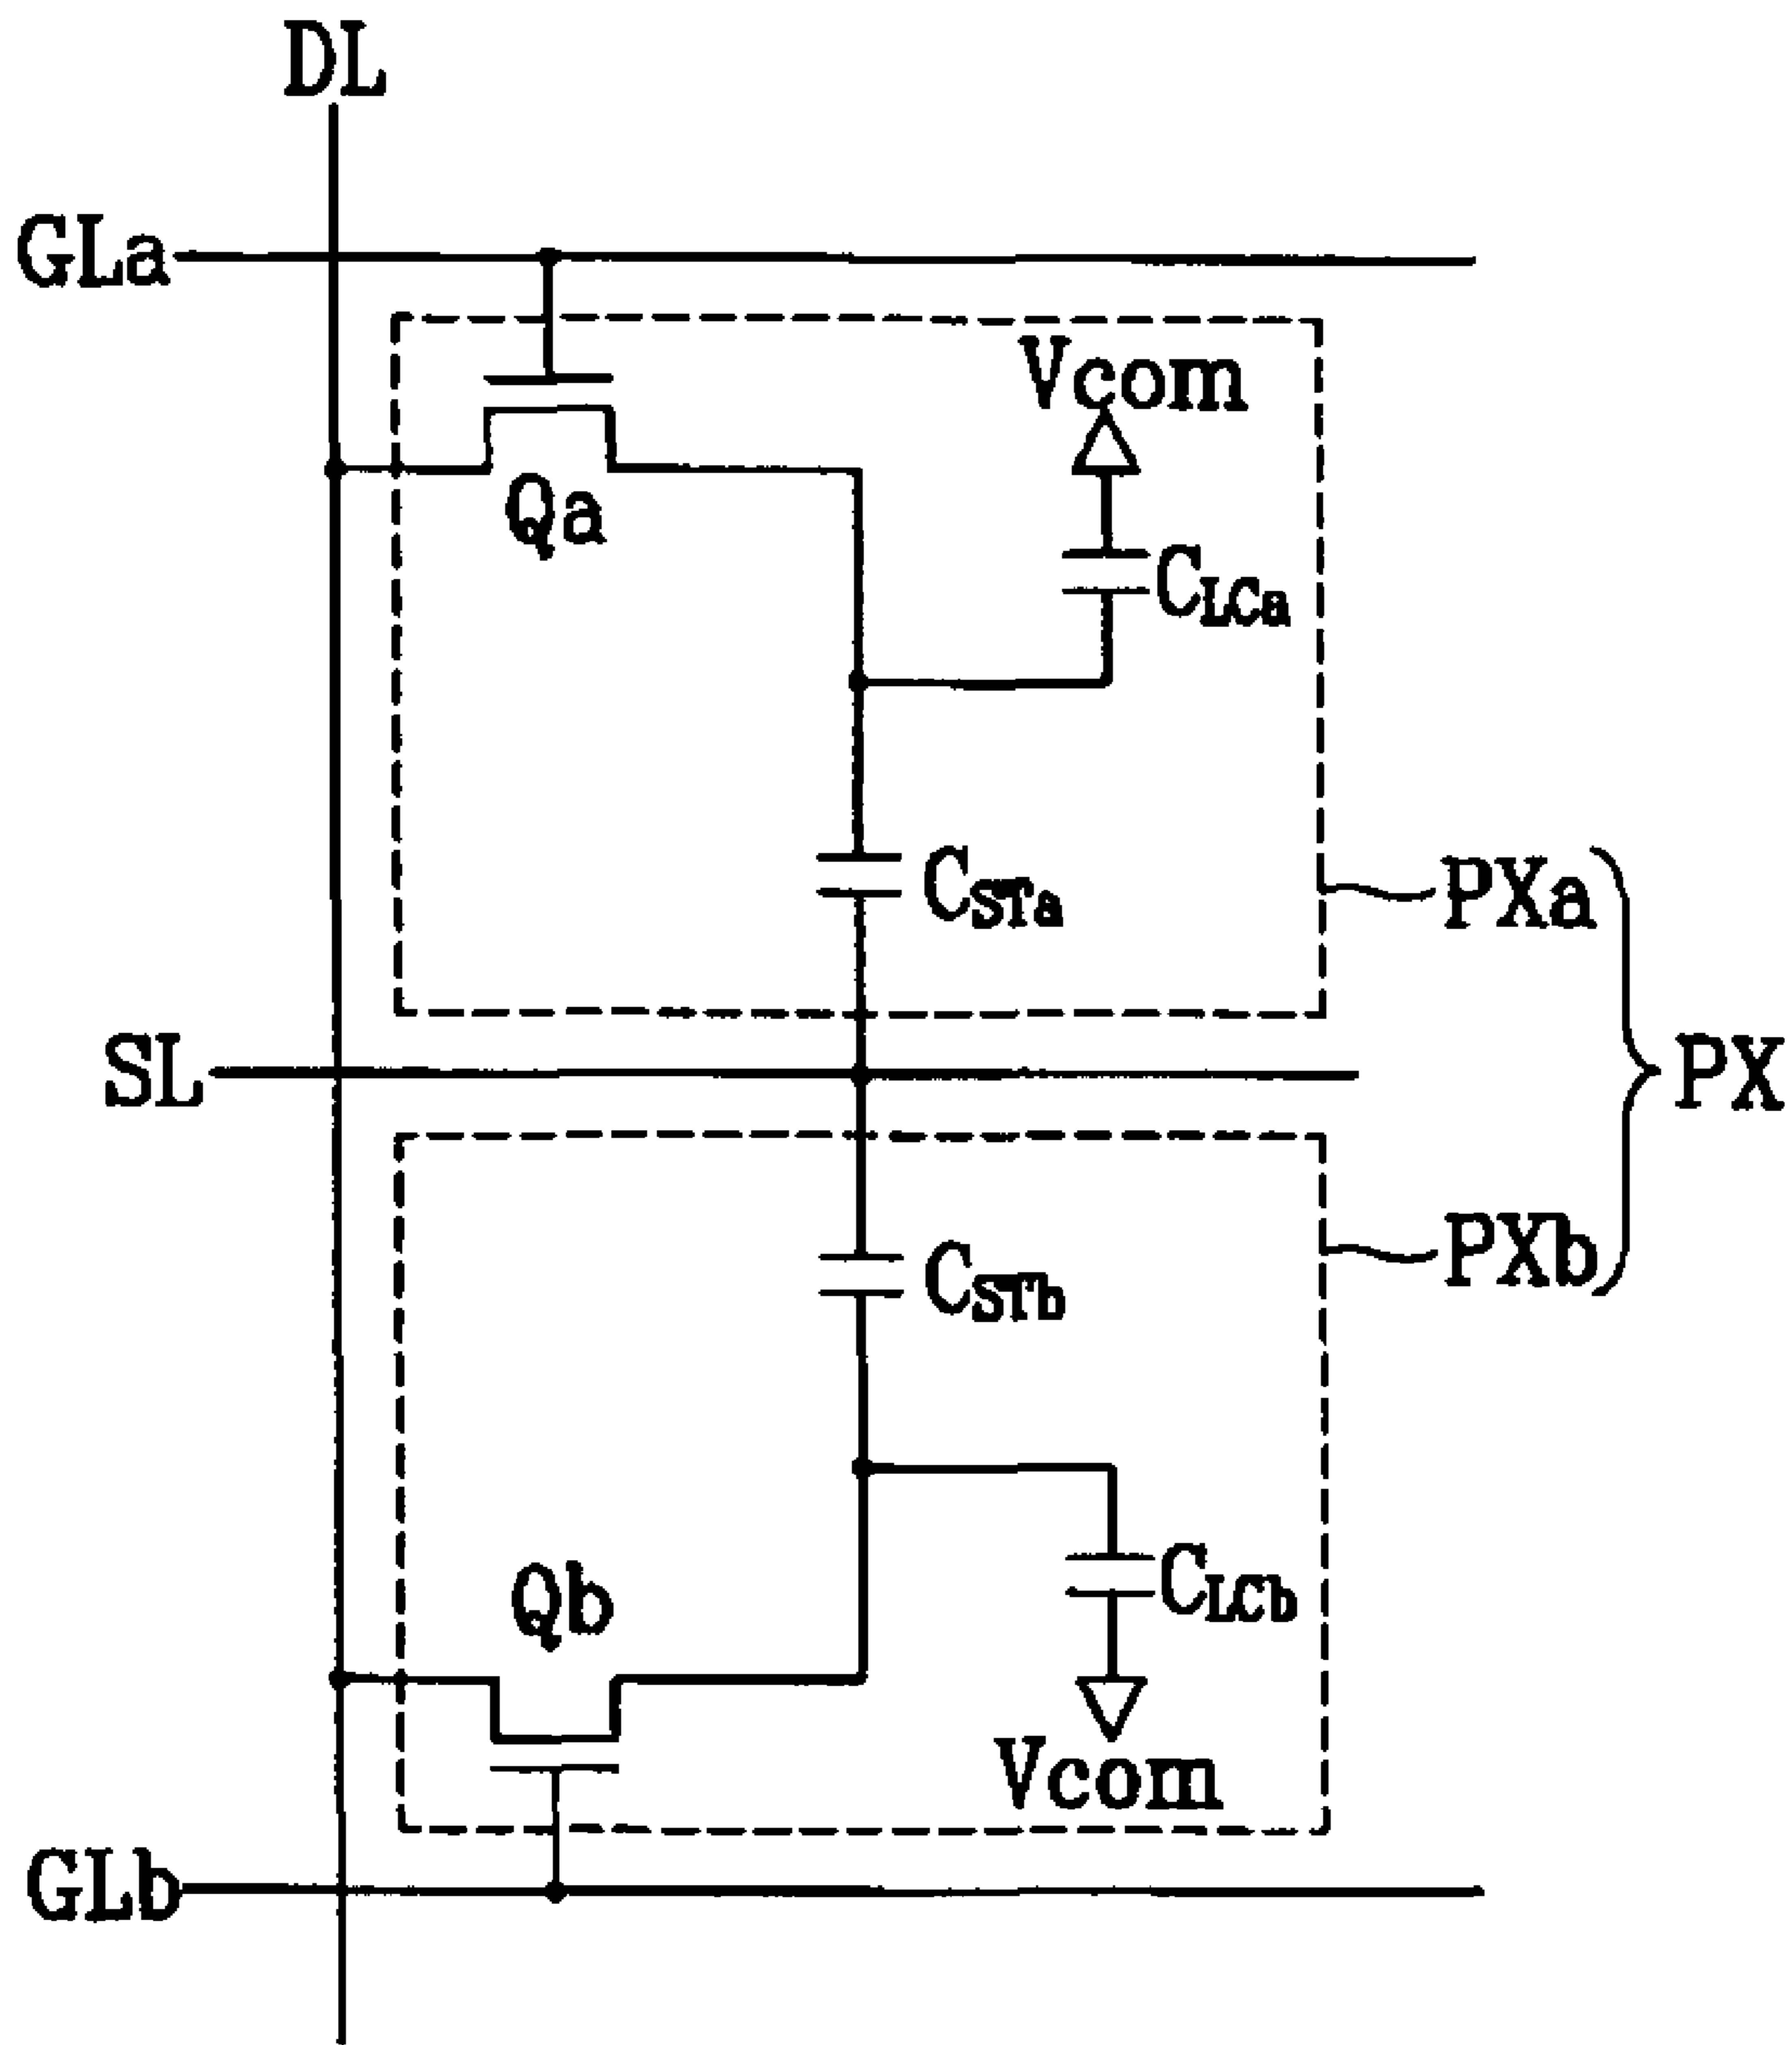 DL
GLa
Vcom
Qa
CLCa
CSTa
PXa
SL
PX
PXb
CSTb
CLCb
Qb
Vcom
GLb